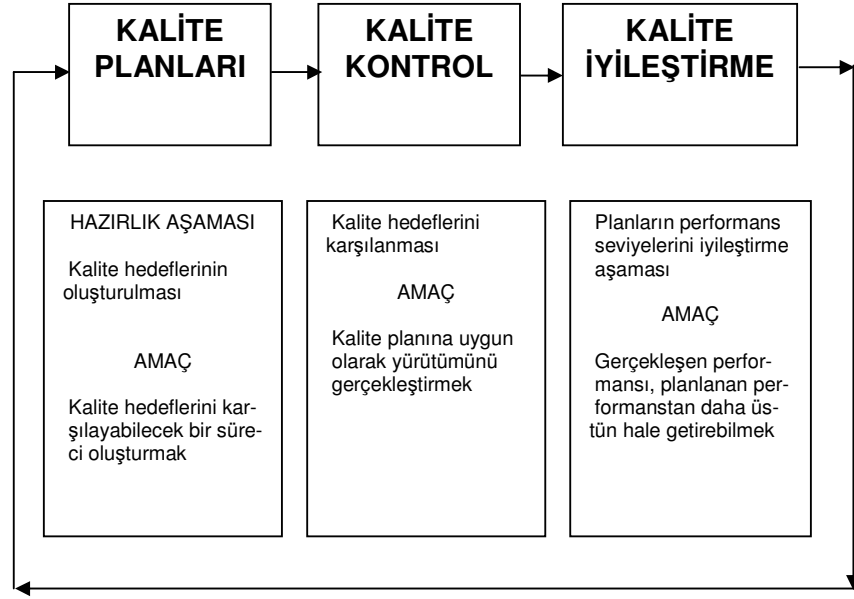 KALİTE
PLANLARI
KALİTE
KONTROL
KALİTE
İYİLEŞTİRME
HAZIRLIK AŞAMASI
Kalite hedeflerinin
oluşturulması
AMAÇ
Kalite hedeflerini kar-
şılayabilecek bir süre-
ci oluşturmak
Kalite hedeflerini
karşılanması
AMAÇ
Kalite planına uygun
olarak yürütümünü
gerçekleştirmek
Planların performans
seviyelerini iyileştirme
aşaması
AMAÇ
Gerçekleşen perfor-
mansı, planlanan per-
formanstan daha üs-
tün hale getirebilmek